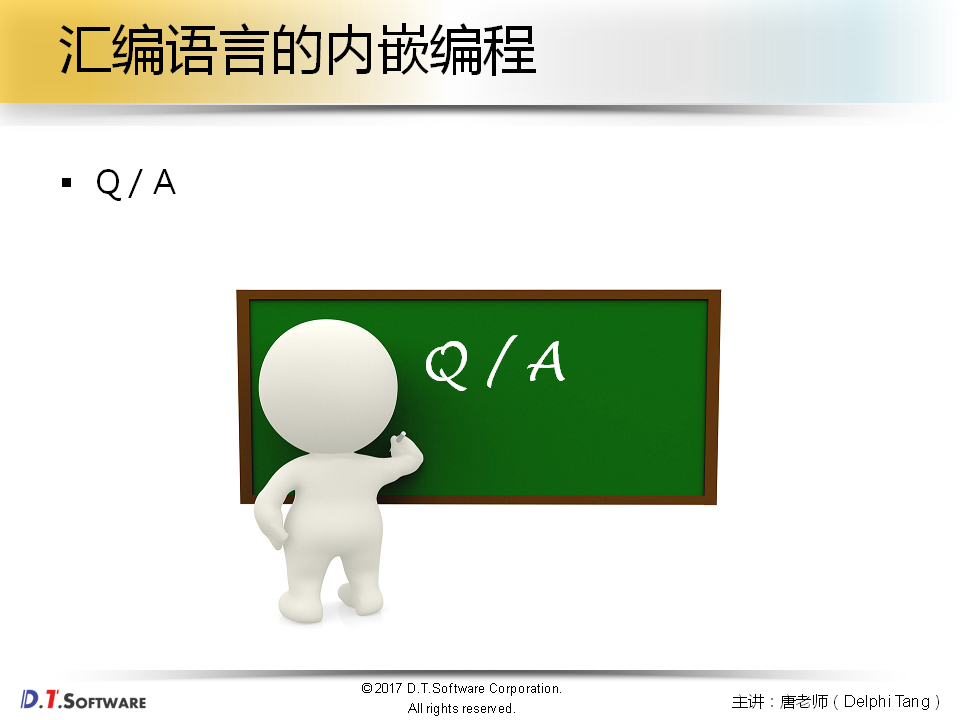 汇编语言的内嵌编程
▪ Q / A
Q / A
D.T.SOFTWARE
©2017 D.T.Software Corporation.
All rights reserved.
主讲：唐老师（Delphi Tang）